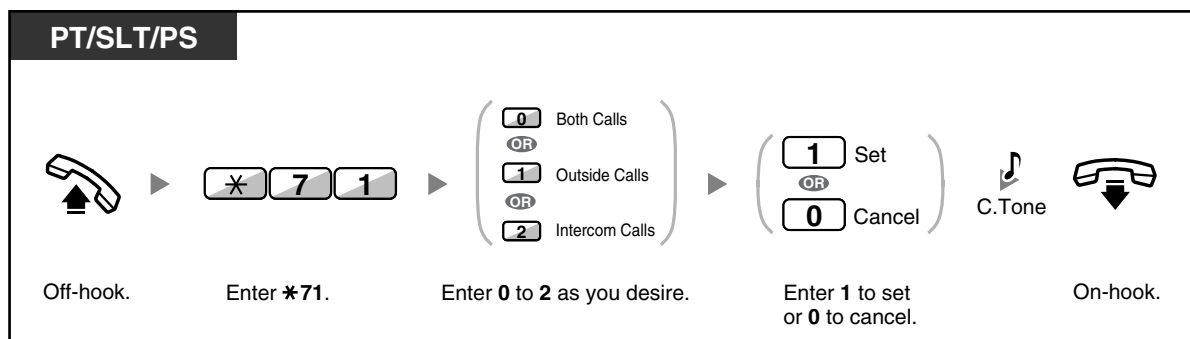 PT/SLT/PS
0 Both Calls
OR
1 Outside Calls
OR
2 Intercom Calls
* 7 1
1 Set
OR
0 Cancel
C.Tone
Off-hook.
Enter *71.
Enter 0 to 2 as you desire.
Enter 1 to set
or 0 to cancel.
On-hook.